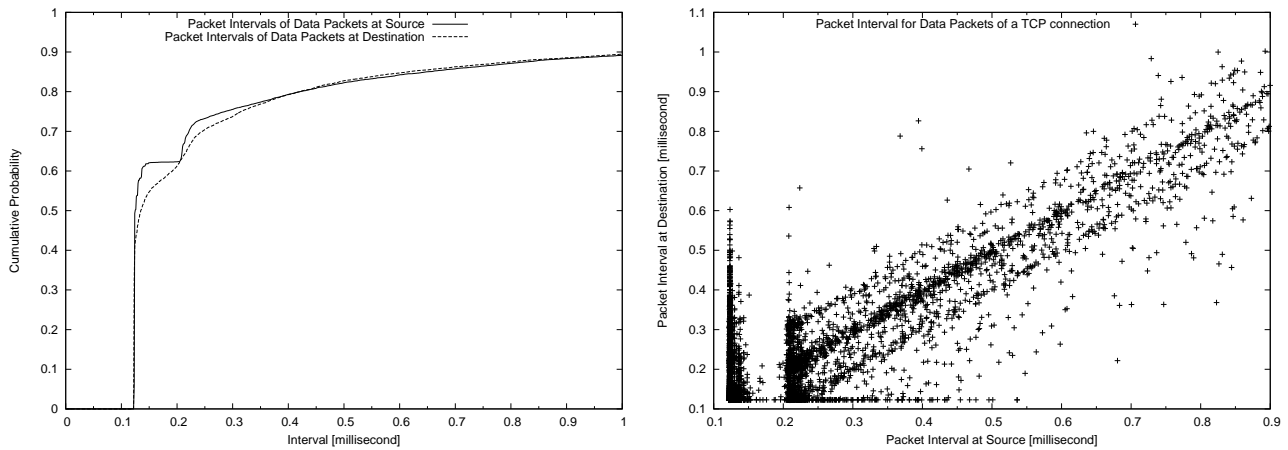 Packet Intervals of Data Packets at Source
Packet Intervals of Data Packets at Destination
1
0.9
0.8
0.7
0.6
0.5
0.4
0.3
0.2
0.1
0
Cumulative Probability
0 0.1 0.2 0.3 0.4 0.5 0.6 0.7 0.8 0.9 1
Interval [millisecond]
Packet Interval for Data Packets of a TCP connection
1.1
1
0.9
0.8
0.7
0.6
0.5
0.4
0.3
0.2
0.1
Packet Interval at Destination [millisecond]
0.1 0.2 0.3 0.4 0.5 0.6 0.7 0.8 0.9
Packet Interval at Source [millisecond]